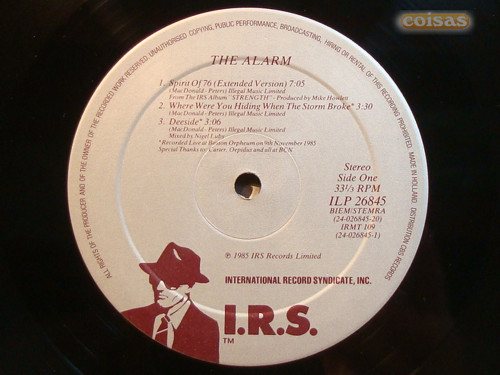 coisas
ALL RIGHTS OF THE PRODUCER AND OF THE OWNER OF THE RECORDED WORK RESERVED. UNAUTHORISED COPYING, PUBLIC PERFORMANCE, BROADCASTING, HIRING OR RENTAL OF THIS RECORDING PROHIBITED. MADE IN HOLLAND. DISTRIBUTION CBS RECORDS
THE ALARM
1. Spirit Of 76 (Extended Version) 7:05
(MacDonald - Peters) Illegal Music Limited
From The IRS Album "STRENGTH" - Produced by Mike Howlett
2. Where Were You Hiding When The Storm Broke* 3:30
(MacDonald - Peters) Illegal Music Limited
3. Deeside* 3:06
(MacDonald - Peters) Illegal Music Limited
Mixed by Nigel Luby
*Recorded Live at Boston Orpheum on 9th November 1985
Special Thanks to: Carter, Orpidus and all at BCN
Stereo
Side One
33⅓ RPM
ILP 26845
BIEM/STEMRA
(24-026845-20)
IRMT 109
(24-026845-1)
℗ 1985 IRS Records Limited
INTERNATIONAL RECORD SYNDICATE, INC.
I.R.S.
TM